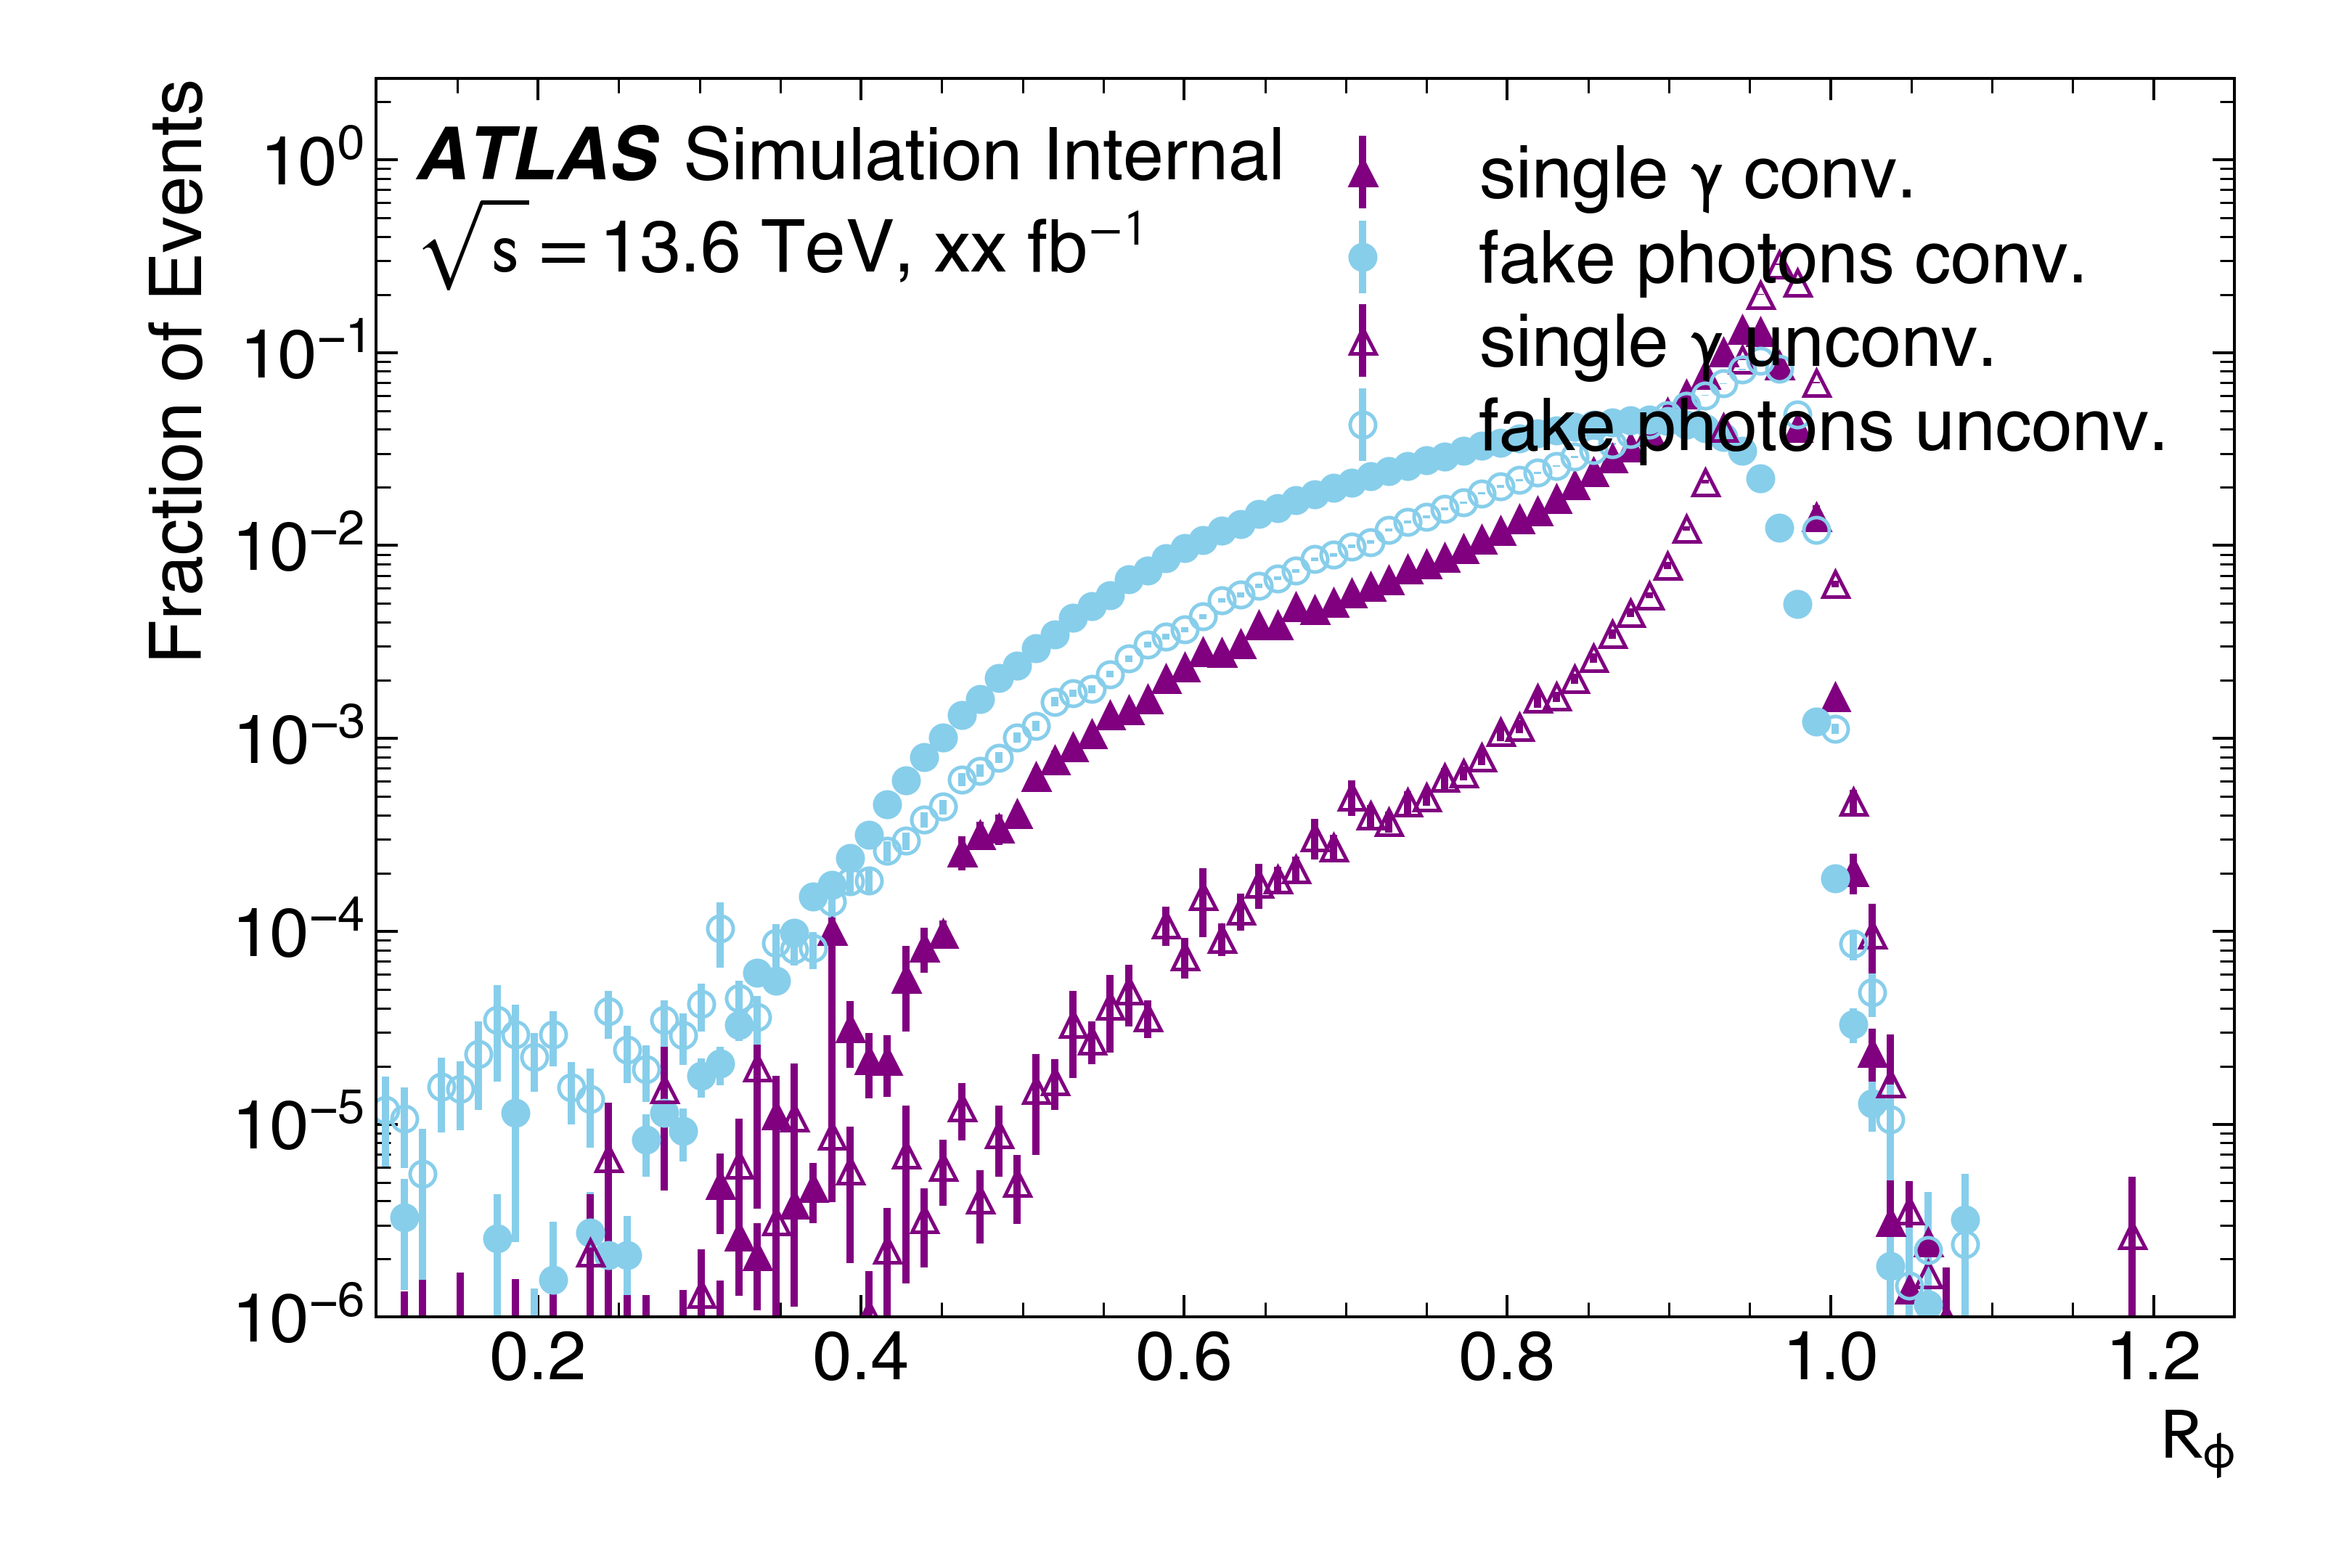 Fraction of Events
ATLAS Simulation Internal
√s = 13.6 TeV, xx fb⁻¹
single γ conv.
fake photons conv.
single γ unconv.
fake photons unconv.
10⁰
10⁻¹
10⁻²
10⁻³
10⁻⁴
10⁻⁵
10⁻⁶
0.2 0.4 0.6 0.8 1.0 1.2
R_ϕ